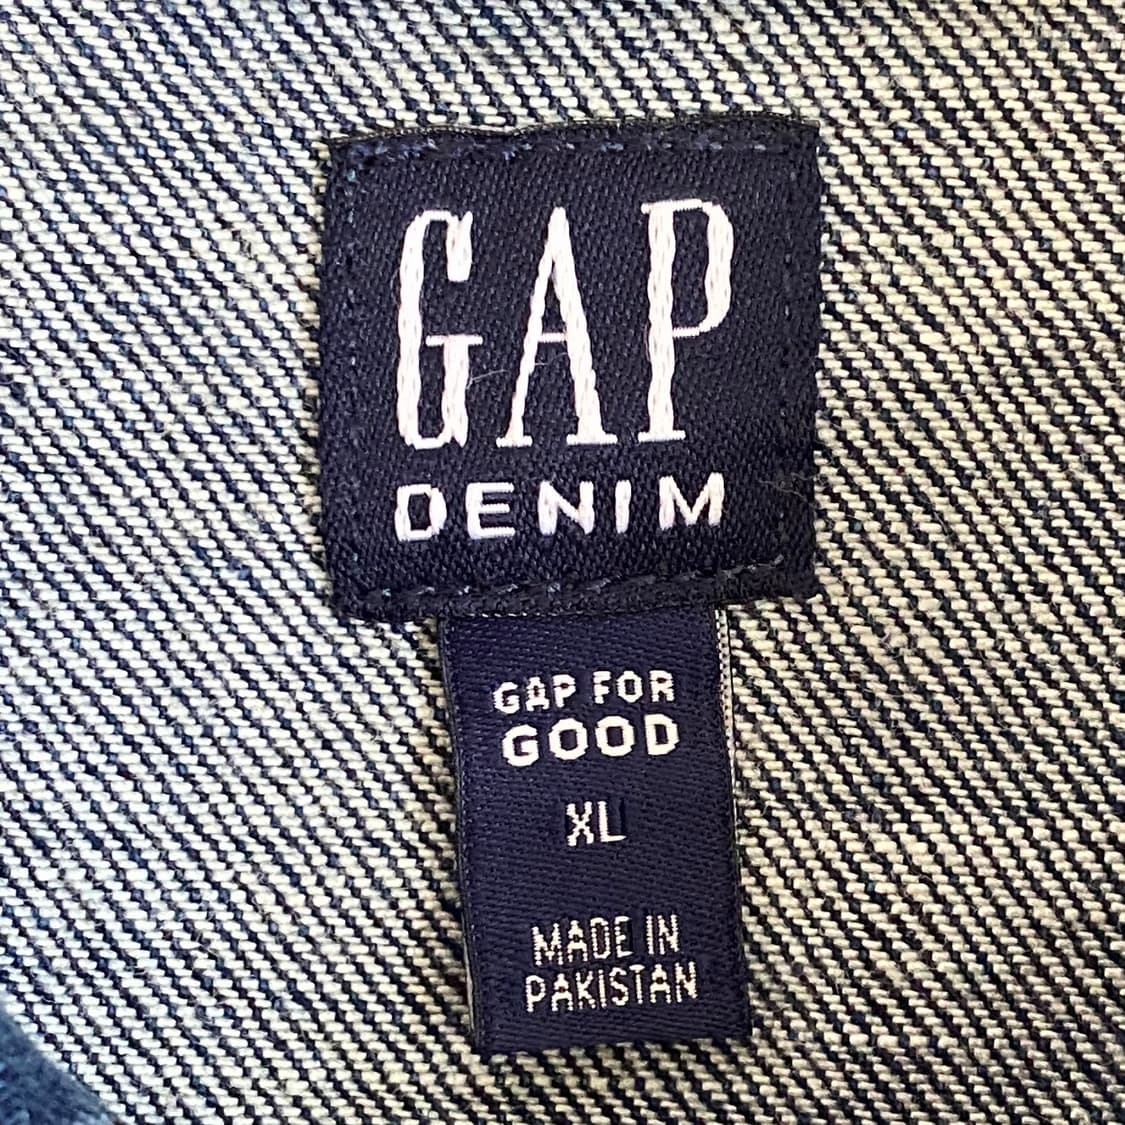 GAP
DENIM
GAP FOR
GOOD
XL
MADE IN
PAKISTAN